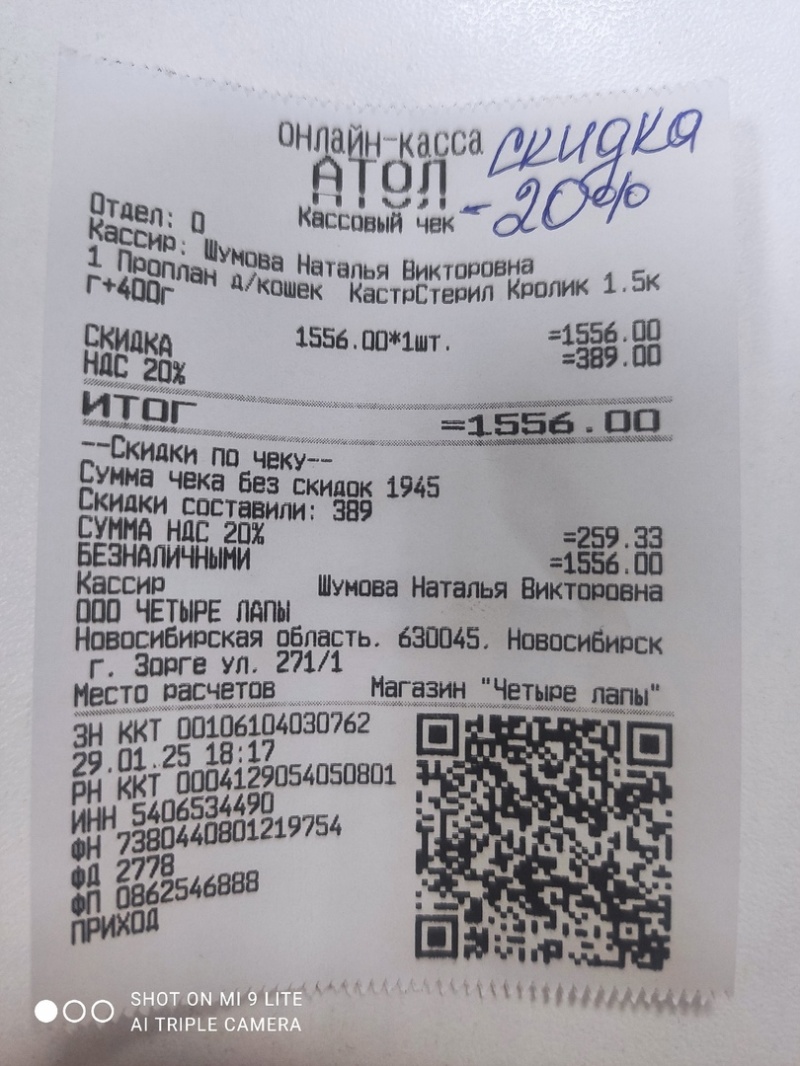 ОНЛАЙН-КАССА
АТОЛ
СКИДКА
-20%
Кассовый чек
Отдел: 0
Кассир: Шумова Наталья Викторовна
1 Проплан д/кошек КастрСтерил Кролик 1.5к
г+400г
1556.00*1шт. =1556.00
СКИДКА =389.00
НДС 20%
ИТОГ =1556.00
--Скидки по чеку--
Сумма чека без скидок 1945
Скидки составили: 389
СУММА НДС 20% =259.33
БЕЗНАЛИЧНЫМИ =1556.00
Кассир Шумова Наталья Викторовна
ООО ЧЕТЫРЕ ЛАПЫ
Новосибирская область. 630045. Новосибирск
г. Зорге ул. 271/1
Место расчетов Магазин "Четыре лапы"
ЗН ККТ 00106104030762
29.01.25 18:17
РН ККТ 0004129054050801
ИНН 5406534490
ФН 7380440801219754
ФД 2778
ФП 0862546888
ПРИХОД
SHOT ON MI 9 LITE
AI TRIPLE CAMERA